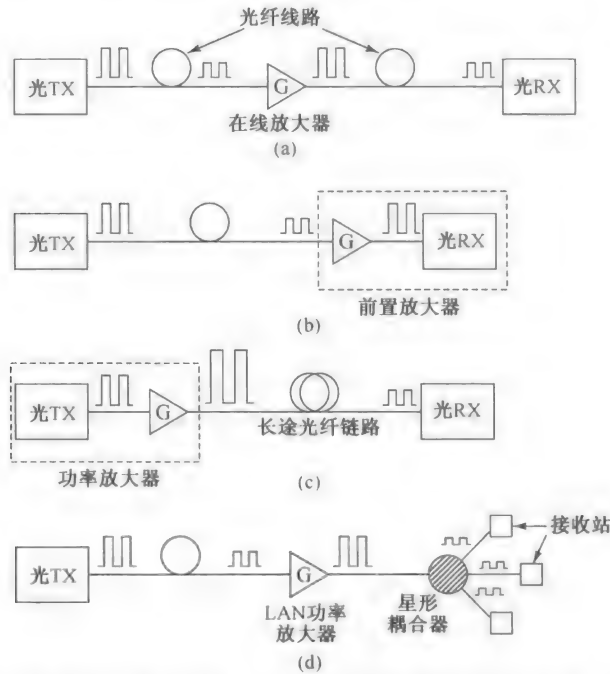 光纤线路
光TX
G
光RX
在线放大器
(a)
光TX
G
光RX
前置放大器
(b)
光TX
G
光RX
长途光纤链路
功率放大器
(c)
接收站
光TX
G
LAN功率
放大器
星形
耦合器
(d)